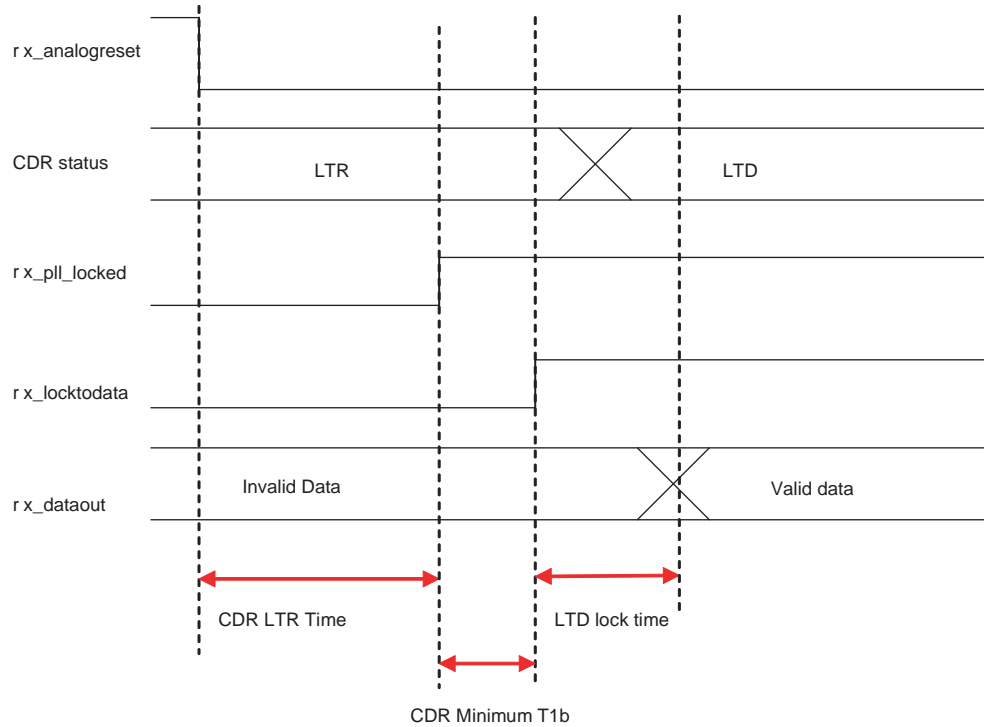 r x_analogreset
CDR status
LTR
LTD
r x_pll_locked
r x_locktodata
r x_dataout
Invalid Data
Valid data
CDR LTR Time
LTD lock time
CDR Minimum T1b